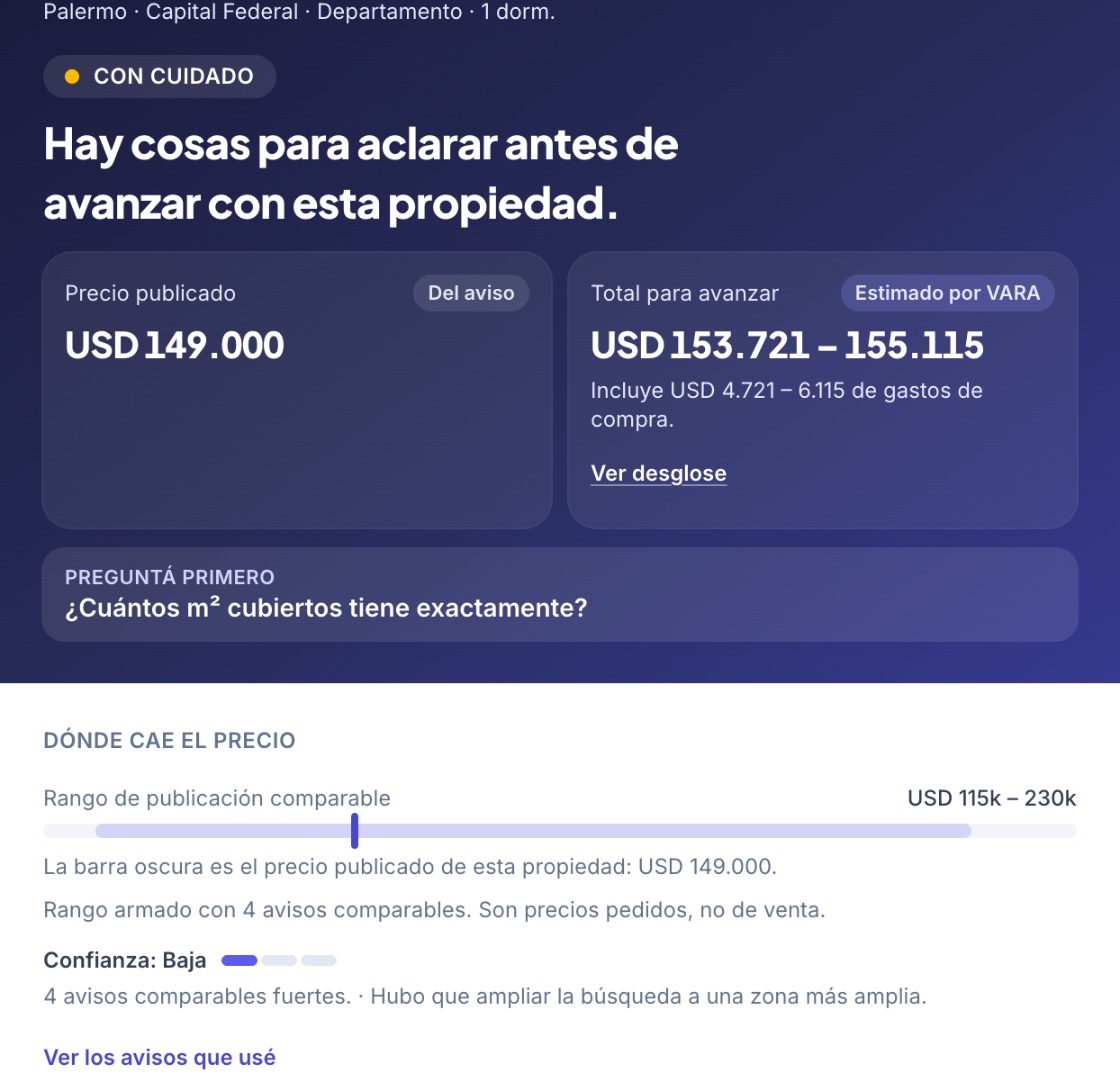 Palermo · Capital Federal · Departamento · 1 dorm.
CON CUIDADO
Hay cosas para aclarar antes de
avanzar con esta propiedad.
Precio publicado
Del aviso
USD 149.000
Total para avanzar
Estimado por VARA
USD 153.721 – 155.115
Incluye USD 4.721 – 6.115 de gastos de
compra.
Ver desglose
PREGUNTÁ PRIMERO
¿Cuántos m² cubiertos tiene exactamente?
DÓNDE CAE EL PRECIO
Rango de publicación comparable
USD 115k – 230k
La barra oscura es el precio publicado de esta propiedad: USD 149.000.
Rango armado con 4 avisos comparables. Son precios pedidos, no de venta.
Confianza: Baja
4 avisos comparables fuertes. · Hubo que ampliar la búsqueda a una zona más amplia.
Ver los avisos que usé